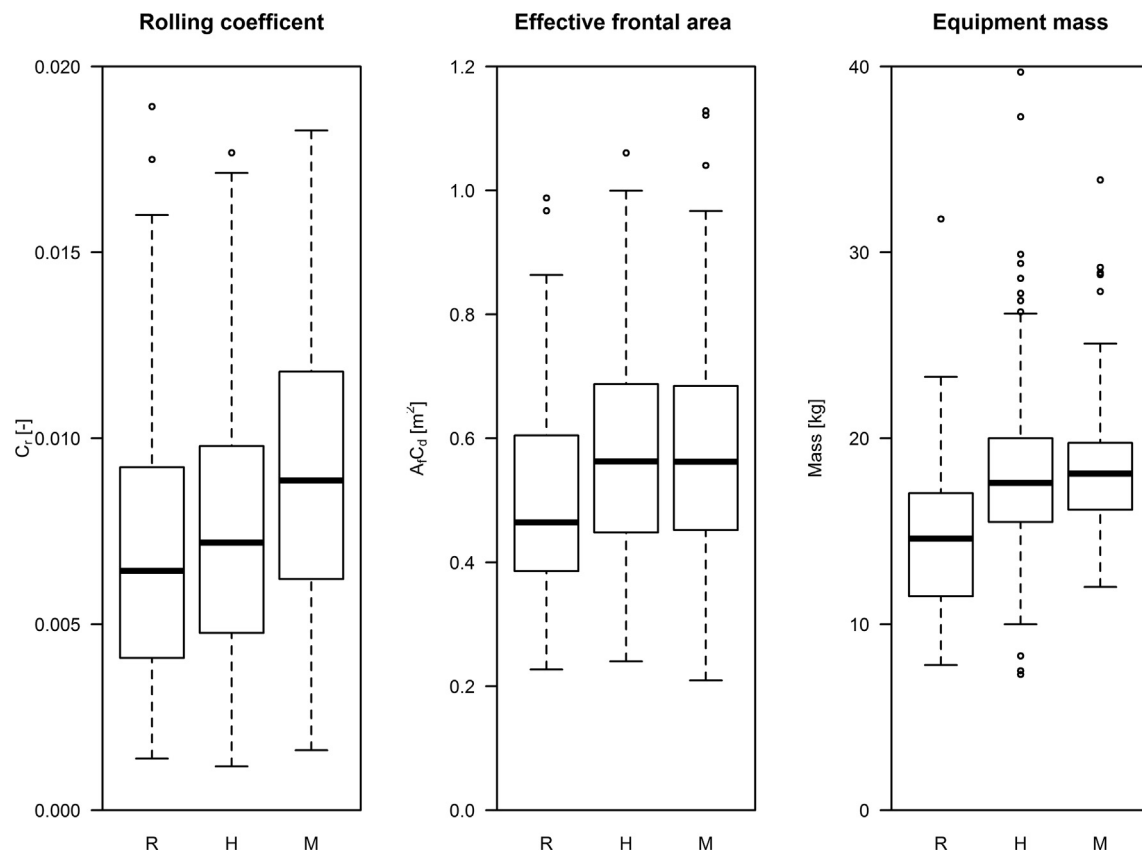 Rolling coefficent
Effective frontal area
Equipment mass
0.020
0.015
0.010
0.005
0.000
Cr [-]
R H M
1.2
1.0
0.8
0.6
0.4
0.2
0.0
AfCd [m²]
R H M
40
30
20
10
0
Mass [kg]
R H M